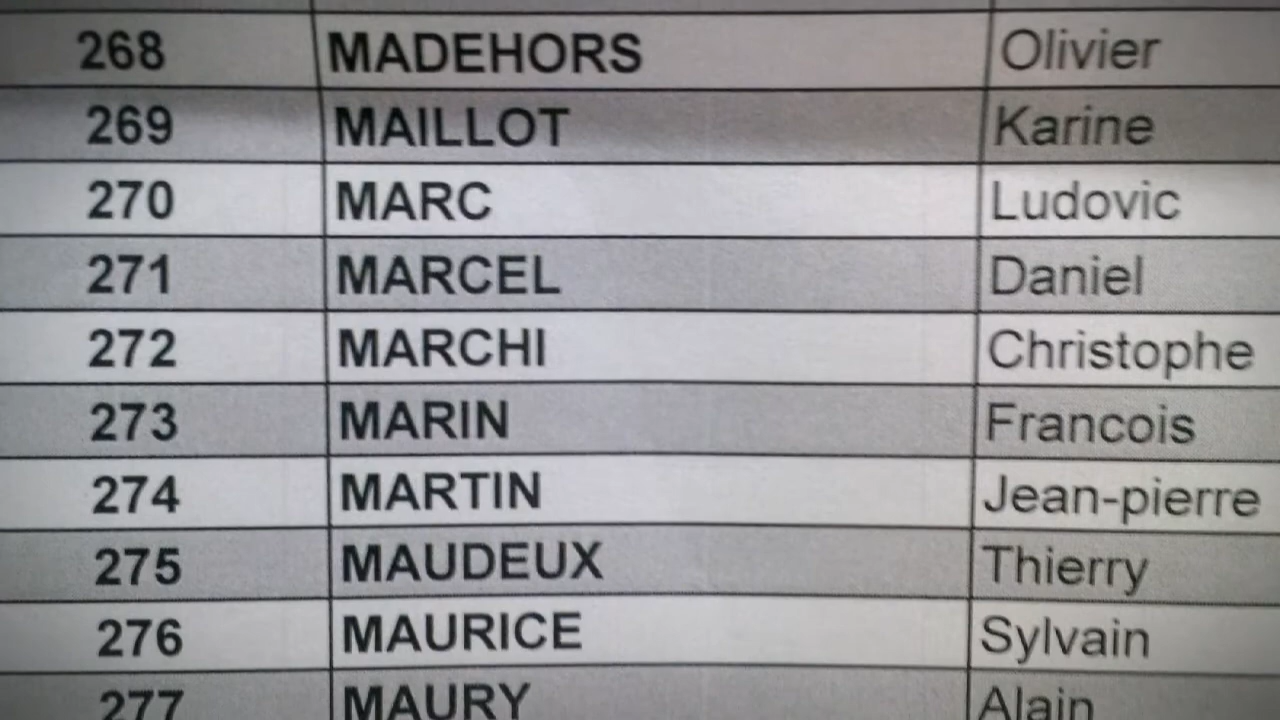 268 MADEHORS Olivier
269 MAILLOT Karine
270 MARC Ludovic
271 MARCEL Daniel
272 MARCHI Christophe
273 MARIN Francois
274 MARTIN Jean-pierre
275 MAUDEUX Thierry
276 MAURICE Sylvain
277 MAURY Alain